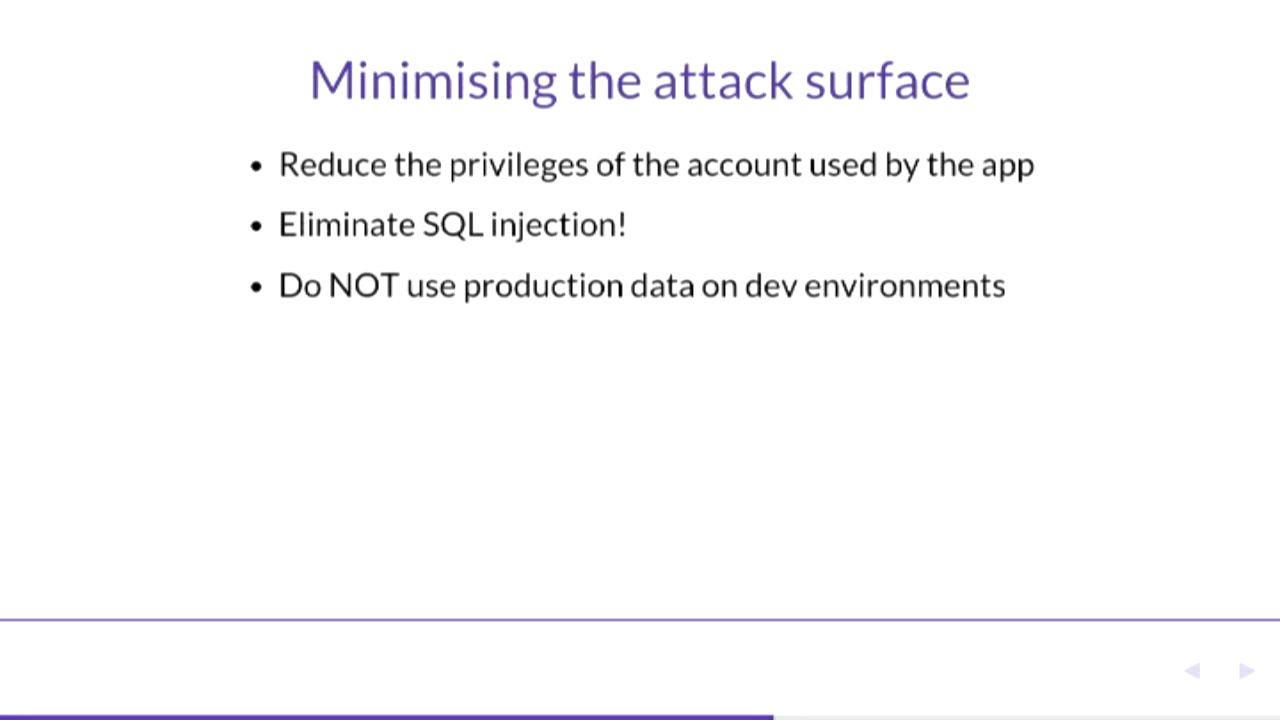 Minimising the attack surface
• Reduce the privileges of the account used by the app
• Eliminate SQL injection!
• Do NOT use production data on dev environments